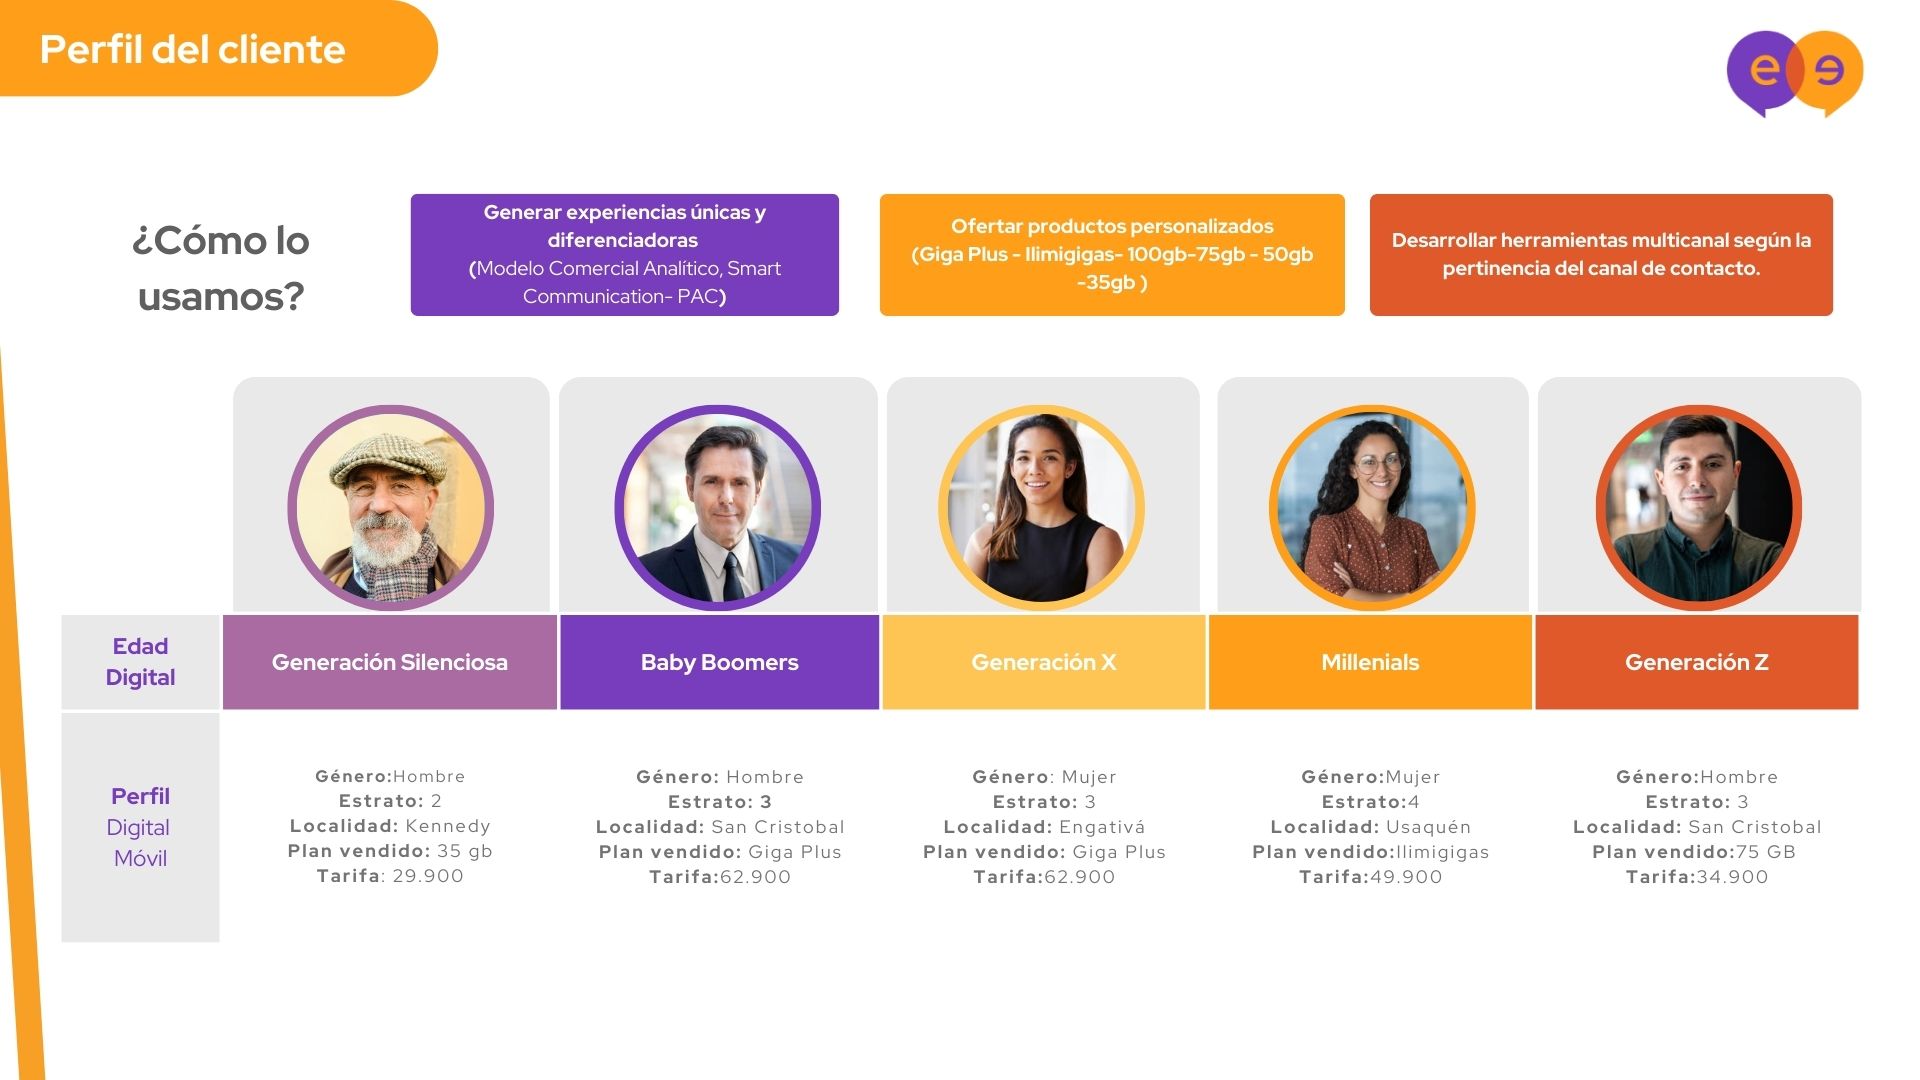 Perfil del cliente
e e
¿Cómo lo
usamos?
Generar experiencias únicas y
diferenciadoras
(Modelo Comercial Analítico, Smart
Communication- PAC)
Ofertar productos personalizados
(Giga Plus - Ilimigigas- 100gb-75gb - 50gb
-35gb )
Desarrollar herramientas multicanal según la
pertinencia del canal de contacto.
Edad
Digital
Generación Silenciosa
Baby Boomers
Generación X
Millenials
Generación Z
Perfil
Digital
Móvil
Género:Hombre
Estrato: 2
Localidad: Kennedy
Plan vendido: 35 gb
Tarifa: 29.900
Género: Hombre
Estrato: 3
Localidad: San Cristobal
Plan vendido: Giga Plus
Tarifa:62.900
Género: Mujer
Estrato: 3
Localidad: Engativá
Plan vendido: Giga Plus
Tarifa:62.900
Género:Mujer
Estrato:4
Localidad: Usaquén
Plan vendido:Ilimigigas
Tarifa:49.900
Género:Hombre
Estrato: 3
Localidad: San Cristobal
Plan vendido:75 GB
Tarifa:34.900